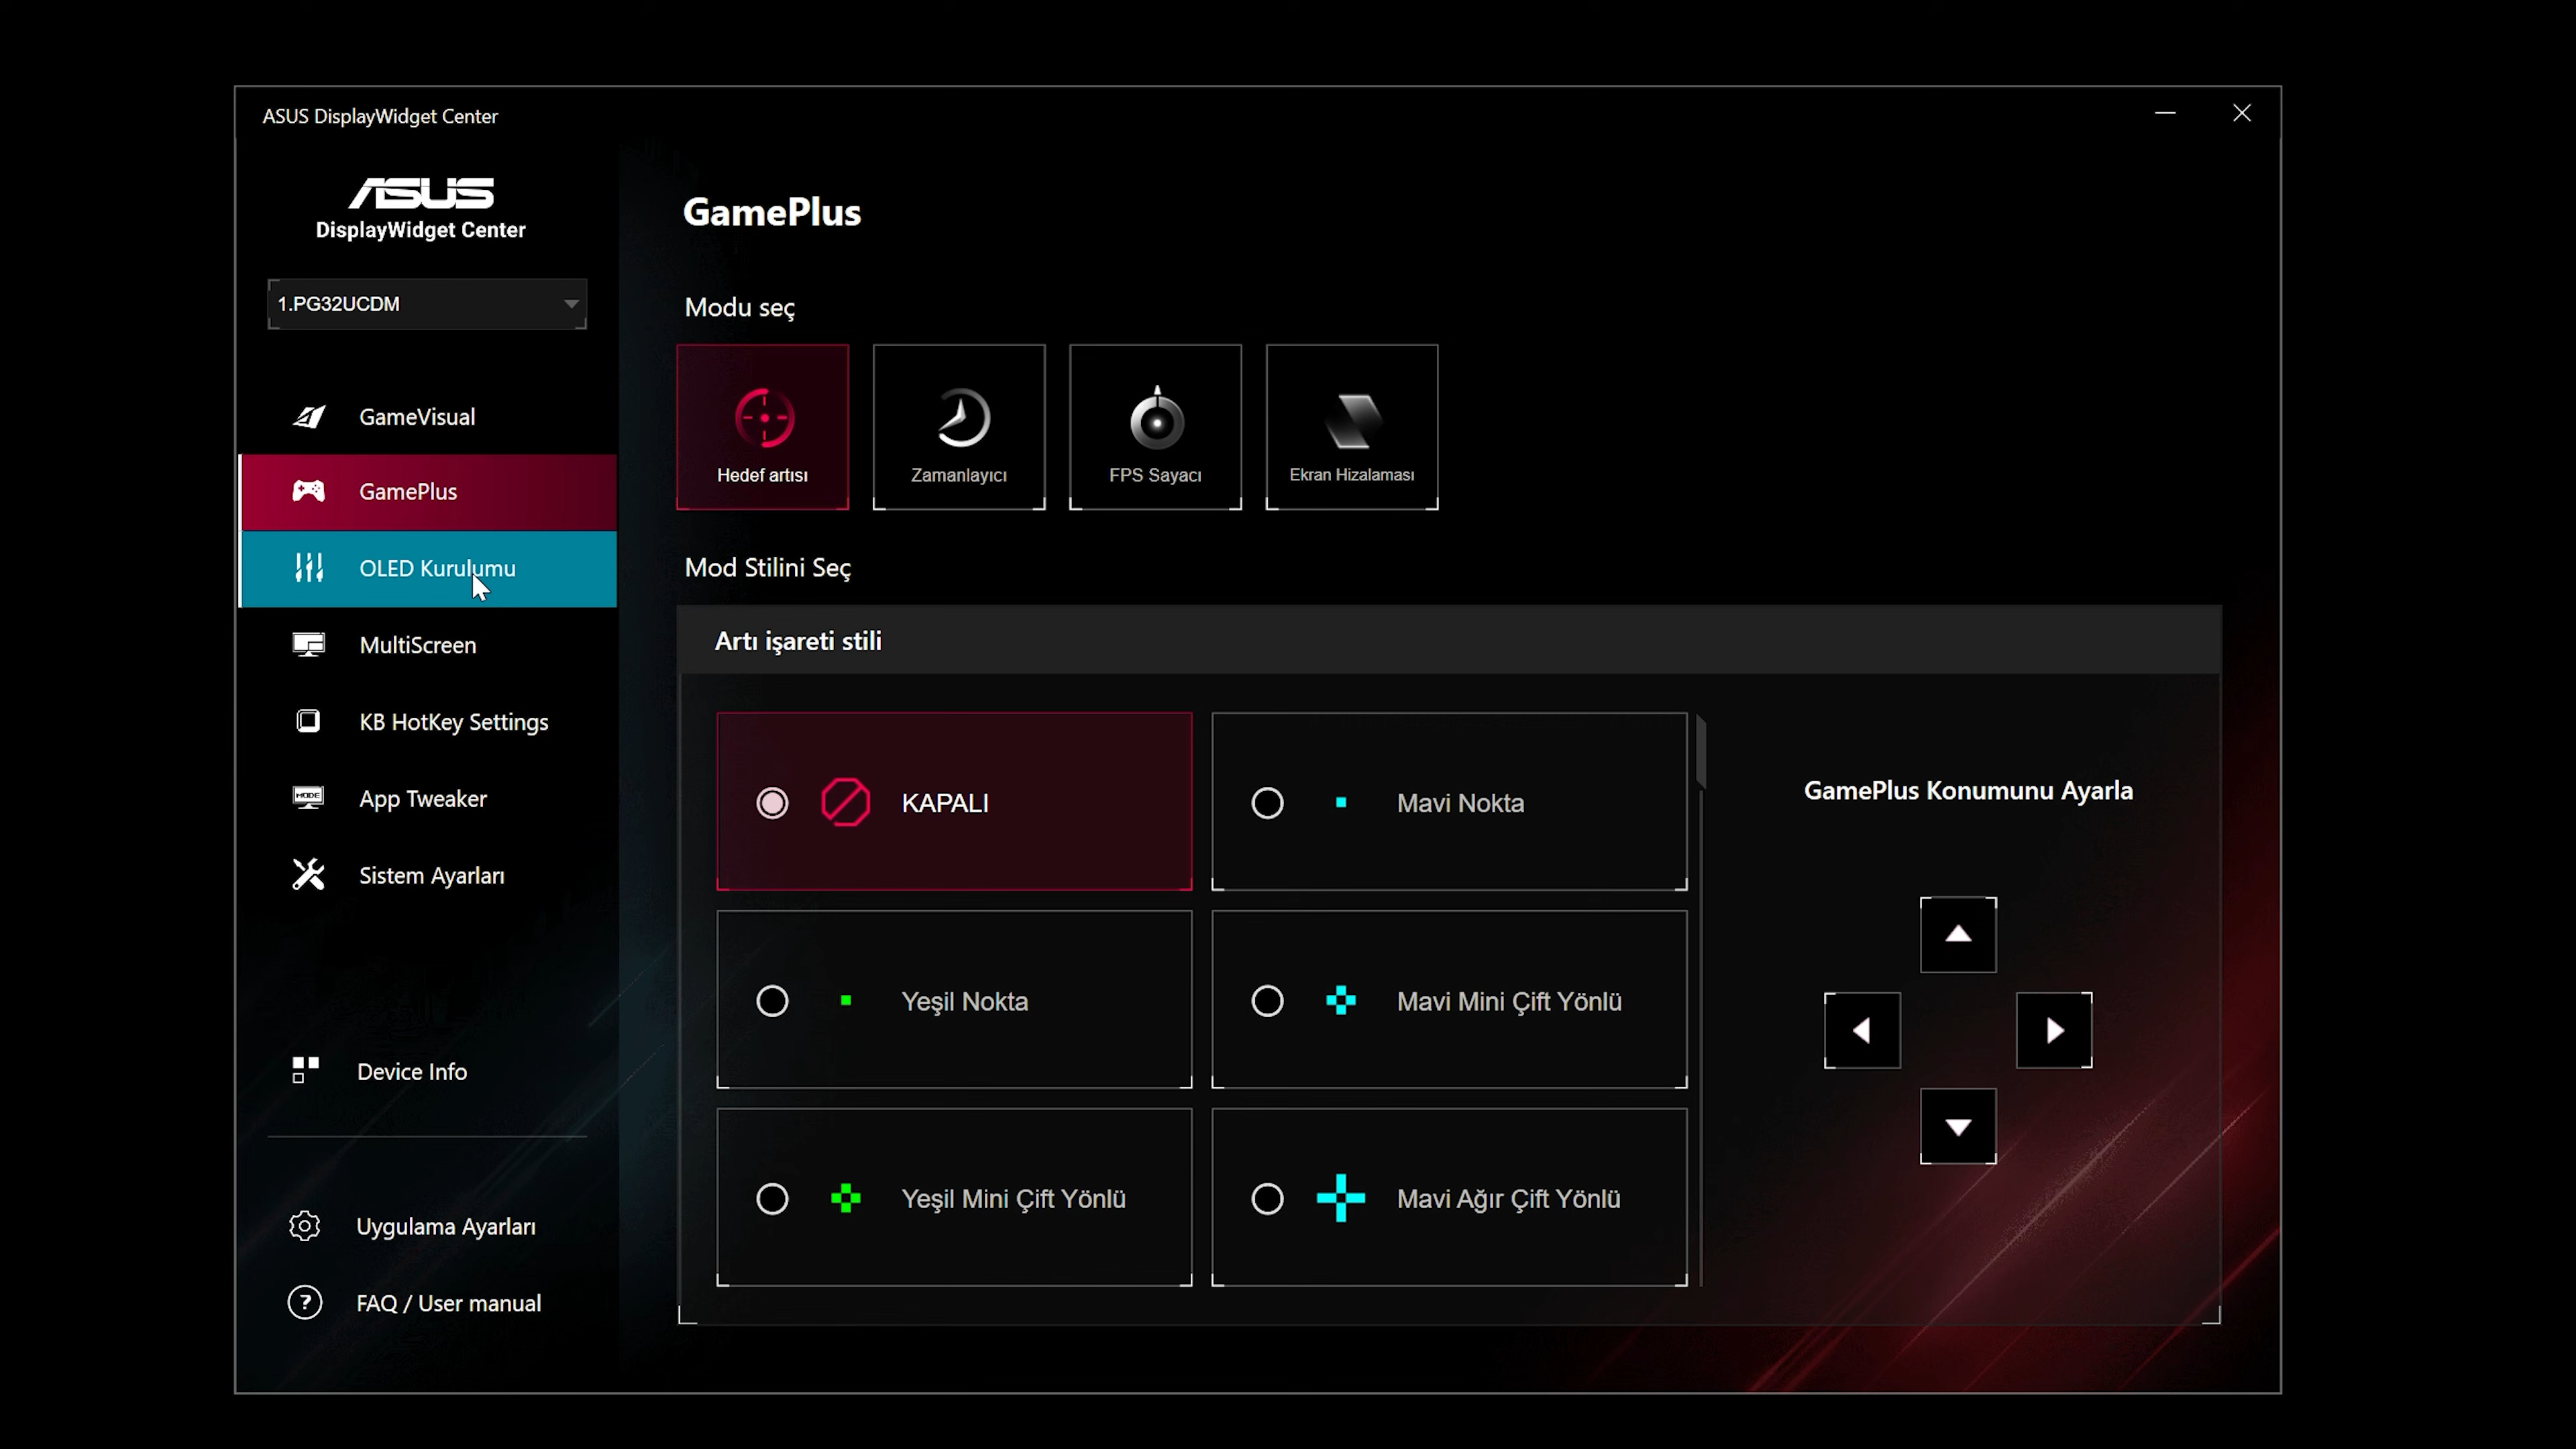 ASUS DisplayWidget Center
ASUS
DisplayWidget Center
1.PG32UCDM
GameVisual
GamePlus
OLED Kurulumu
MultiScreen
KB HotKey Settings
MODE
App Tweaker
Sistem Ayarları
Device Info
Uygulama Ayarları
?
FAQ / User manual
GamePlus
Modu seç
Hedef artısı
Zamanlayıcı
FPS Sayacı
Ekran Hizalaması
Mod Stilini Seç
Artı işareti stili
KAPALI
Mavi Nokta
Yeşil Nokta
Mavi Mini Çift Yönlü
Yeşil Mini Çift Yönlü
Mavi Ağır Çift Yönlü
GamePlus Konumunu Ayarla